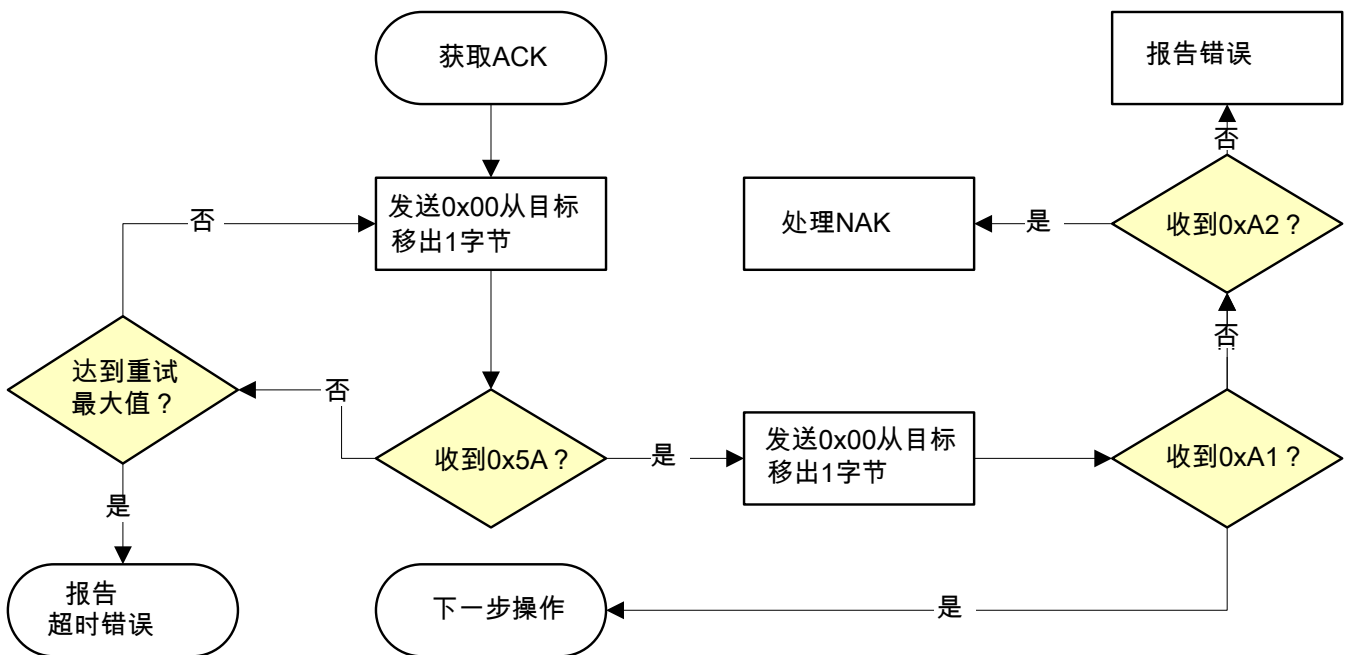 获取ACK
报告错误
否
发送0x00从目标
移出1字节
处理NAK
是
收到0xA2？
否
否
达到重试
最大值？
否
收到0x5A？
是
发送0x00从目标
移出1字节
收到0xA1？
是
报告
超时错误
下一步操作
是